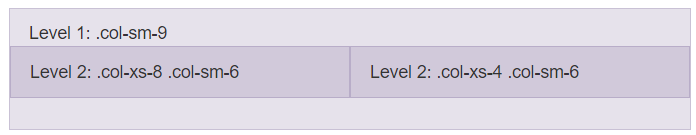 Level 1: .col-sm-9
Level 2: .col-xs-8 .col-sm-6
Level 2: .col-xs-4 .col-sm-6